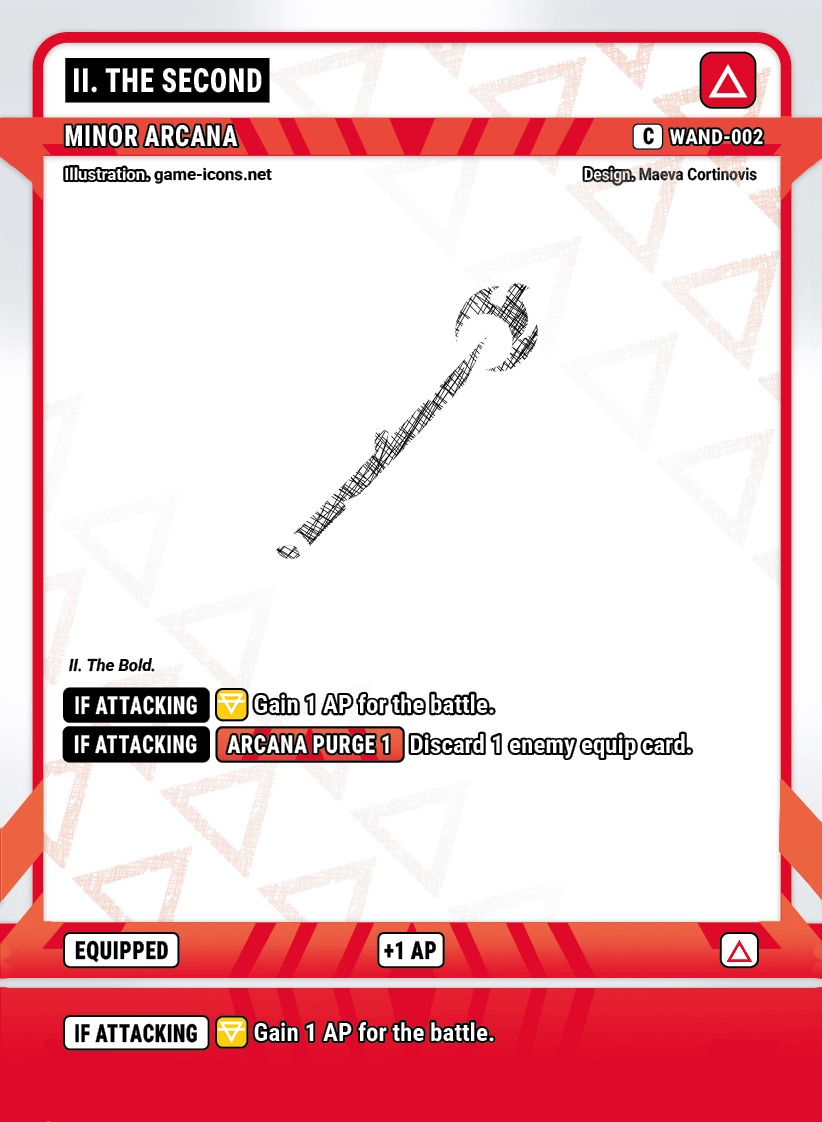 II. THE SECOND
MINOR ARCANA
C WAND-002
Illustration. game-icons.net
Design. Maeva Cortinovis
II. The Bold.
IF ATTACKING Gain 1 AP for the battle.
IF ATTACKING ARCANA PURGE 1 Discard 1 enemy equip card.
EQUIPPED +1 AP
IF ATTACKING Gain 1 AP for the battle.